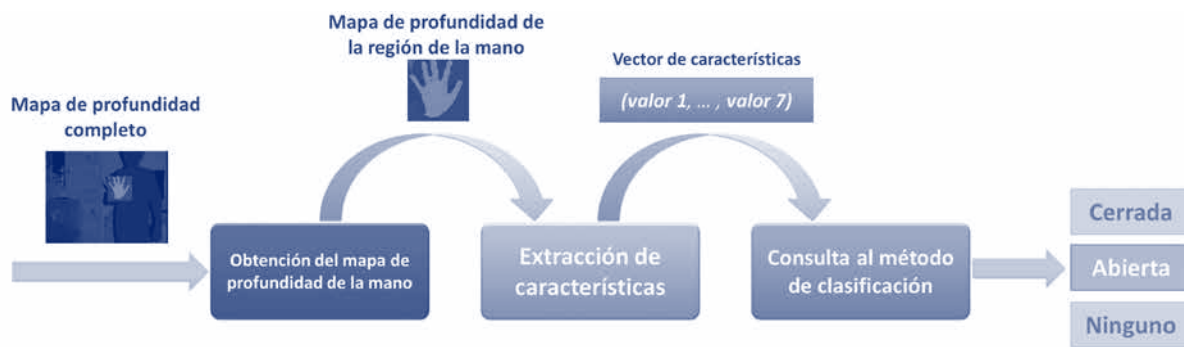 Mapa de profundidad
completo
Mapa de profundidad de
la región de la mano
Vector de características
(valor 1, ... , valor 7)
Obtención del mapa de
profundidad de la mano
Extracción de
características
Consulta al método
de clasificación
Cerrada
Abierta
Ninguno